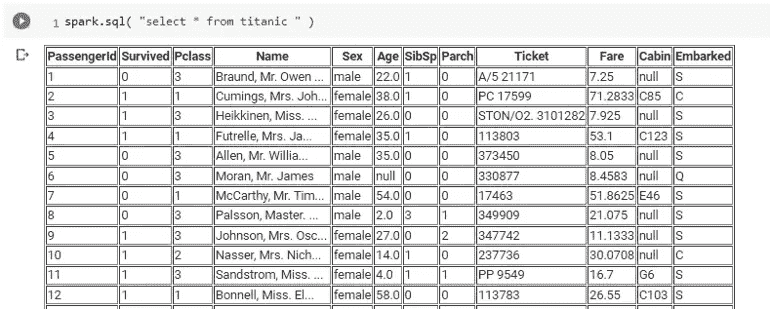 1 spark.sql( "select * from titanic " )
PassengerId Survived Pclass Name Sex Age SibSp Parch Ticket Fare Cabin Embarked
1 0 3 Braund, Mr. Owen ... male 22.0 1 0 A/5 21171 7.25 null S
2 1 1 Cumings, Mrs. Joh... female 38.0 1 0 PC 17599 71.2833 C85 C
3 1 3 Heikkinen, Miss. ... female 26.0 0 0 STON/O2. 3101282 7.925 null S
4 1 1 Futrelle, Mrs. Ja... female 35.0 1 0 113803 53.1 C123 S
5 0 3 Allen, Mr. Willia... male 35.0 0 0 373450 8.05 null S
6 0 3 Moran, Mr. James male null 0 0 330877 8.4583 null Q
7 0 1 McCarthy, Mr. Tim... male 54.0 0 0 17463 51.8625 E46 S
8 0 3 Palsson, Master. ... male 2.0 3 1 349909 21.075 null S
9 1 3 Johnson, Mrs. Osc... female 27.0 0 2 347742 11.1333 null S
10 1 2 Nasser, Mrs. Nich... female 14.0 1 0 237736 30.0708 null C
11 1 3 Sandstrom, Miss. ... female 4.0 1 1 PP 9549 16.7 G6 S
12 1 1 Bonnell, Miss. El... female 58.0 0 0 113783 26.55 C103 S